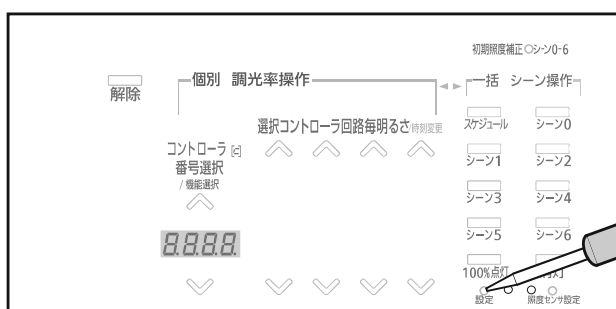 初期照度補正○シーン0-6
解除
個別 調光率操作
一括 シーン操作
選択コントローラ回路毎明るさ/時刻変更
スケジュール シーン0
コントローラ [c]
番号選択
/ 機能選択
シーン1 シーン2
シーン3 シーン4
8.8.8.8.
シーン5 シーン6
100%点灯
設定 照度センサ設定